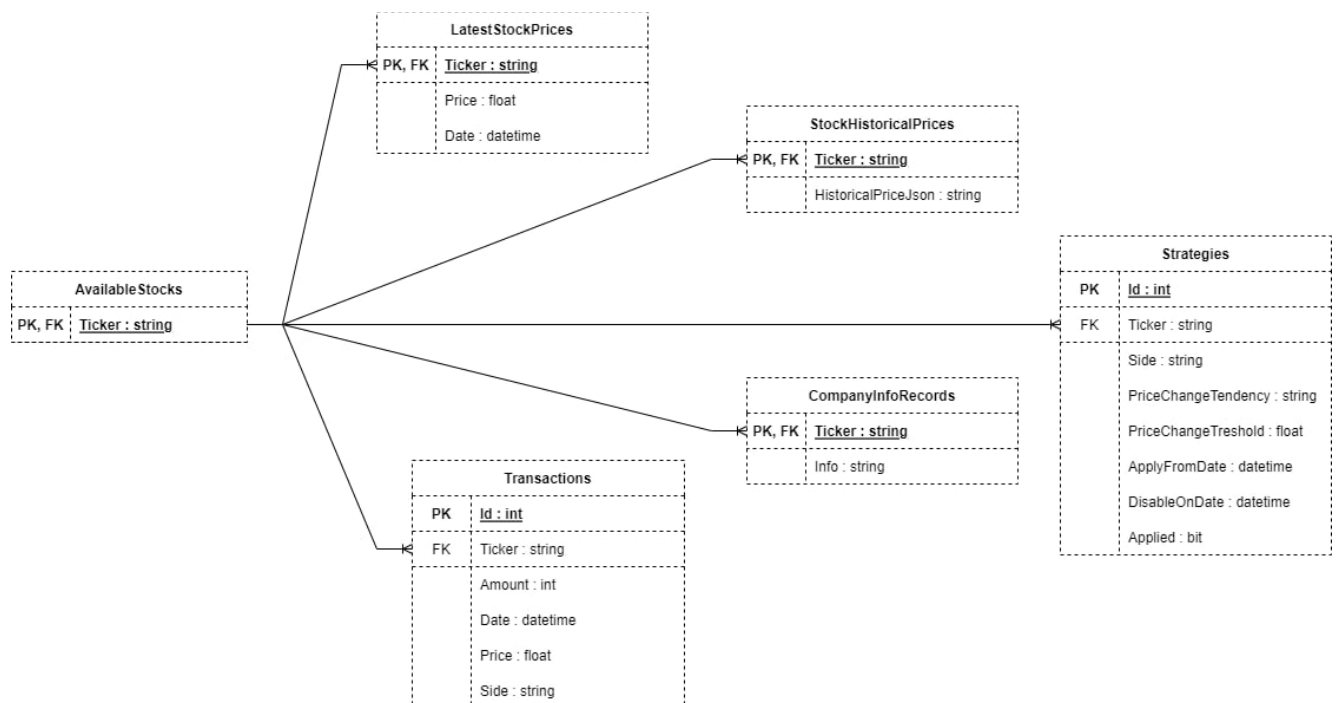 LatestStockPrices
PK, FK Ticker : string
Price : float
Date : datetime
StockHistoricalPrices
PK, FK Ticker : string
HistoricalPriceJson : string
AvailableStocks
PK, FK Ticker : string
Strategies
PK Id : int
FK Ticker : string
Side : string
PriceChangeTendency : string
PriceChangeTreshold : float
ApplyFromDate : datetime
DisableOnDate : datetime
Applied : bit
CompanyInfoRecords
PK, FK Ticker : string
Info : string
Transactions
PK Id : int
FK Ticker : string
Amount : int
Date : datetime
Price : float
Side : string